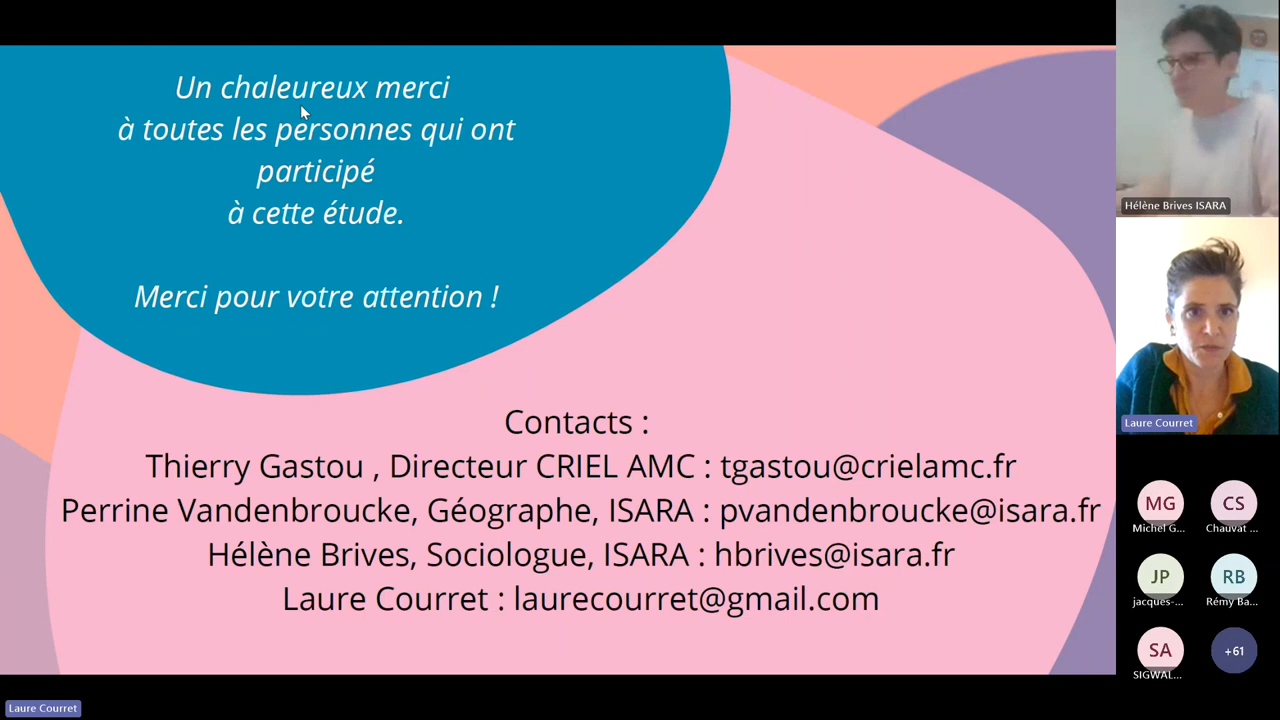 Un chaleureux merci
à toutes les personnes qui ont
participé
à cette étude.
Merci pour votre attention !
Contacts :
Thierry Gastou , Directeur CRIEL AMC : tgastou@crielamc.fr
Perrine Vandenbroucke, Géographe, ISARA : pvandenbroucke@isara.fr
Hélène Brives, Sociologue, ISARA : hbrives@isara.fr
Laure Courret : laurecourret@gmail.com
Hélène Brives ISARA
Laure Courret
MG
CS
Michel G...
Chauvat ...
JP
RB
jacques-...
Rémy Ba...
SA
+61
SIGWAL...
Laure Courret